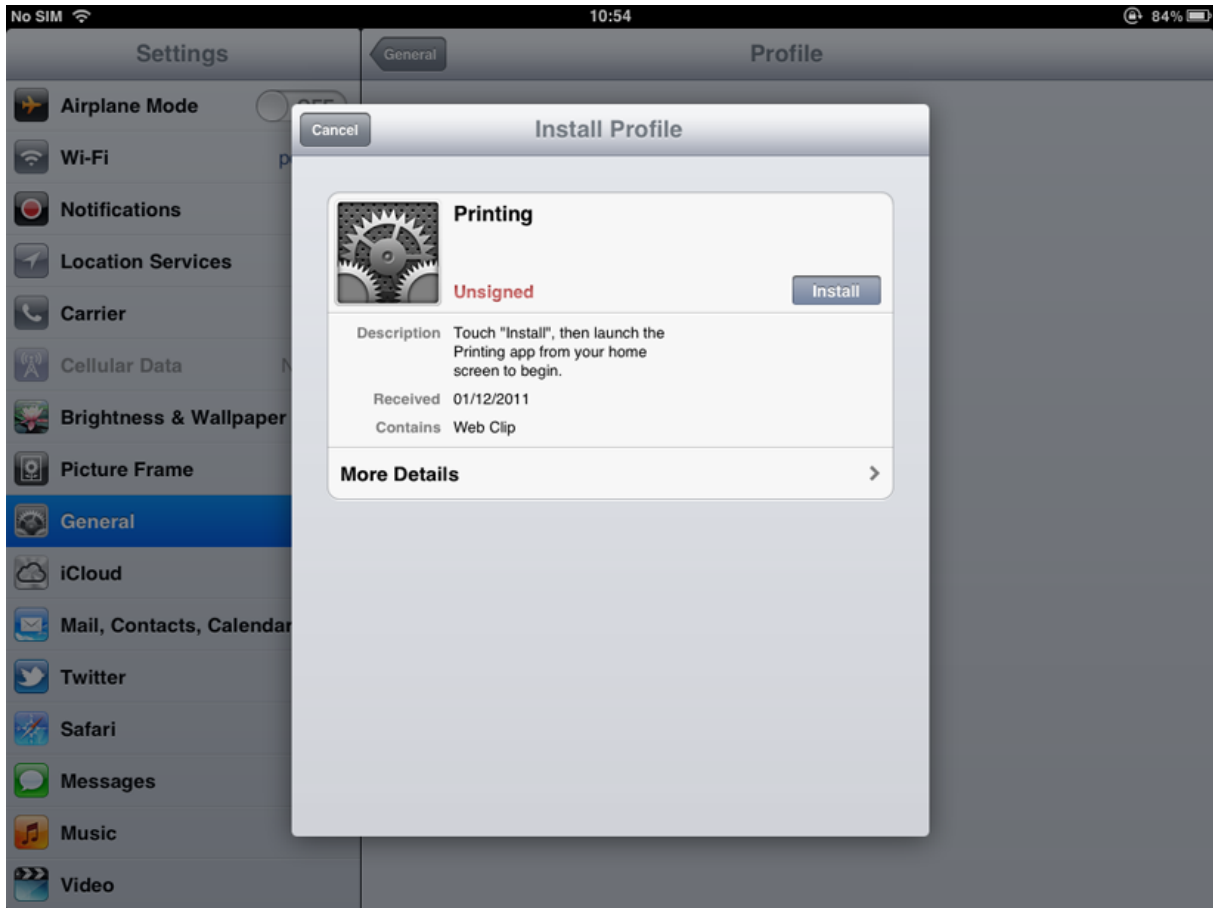 No SIM 10:54 84%
Settings General Profile
Airplane Mode
Wi-Fi
Notifications
Location Services
Carrier
Cellular Data
Brightness & Wallpaper
Picture Frame
General
iCloud
Mail, Contacts, Calendar
Twitter
Safari
Messages
Music
Video
Cancel Install Profile
Printing
Unsigned Install
Description Touch "Install", then launch the
Printing app from your home
screen to begin.
Received 01/12/2011
Contains Web Clip
More Details